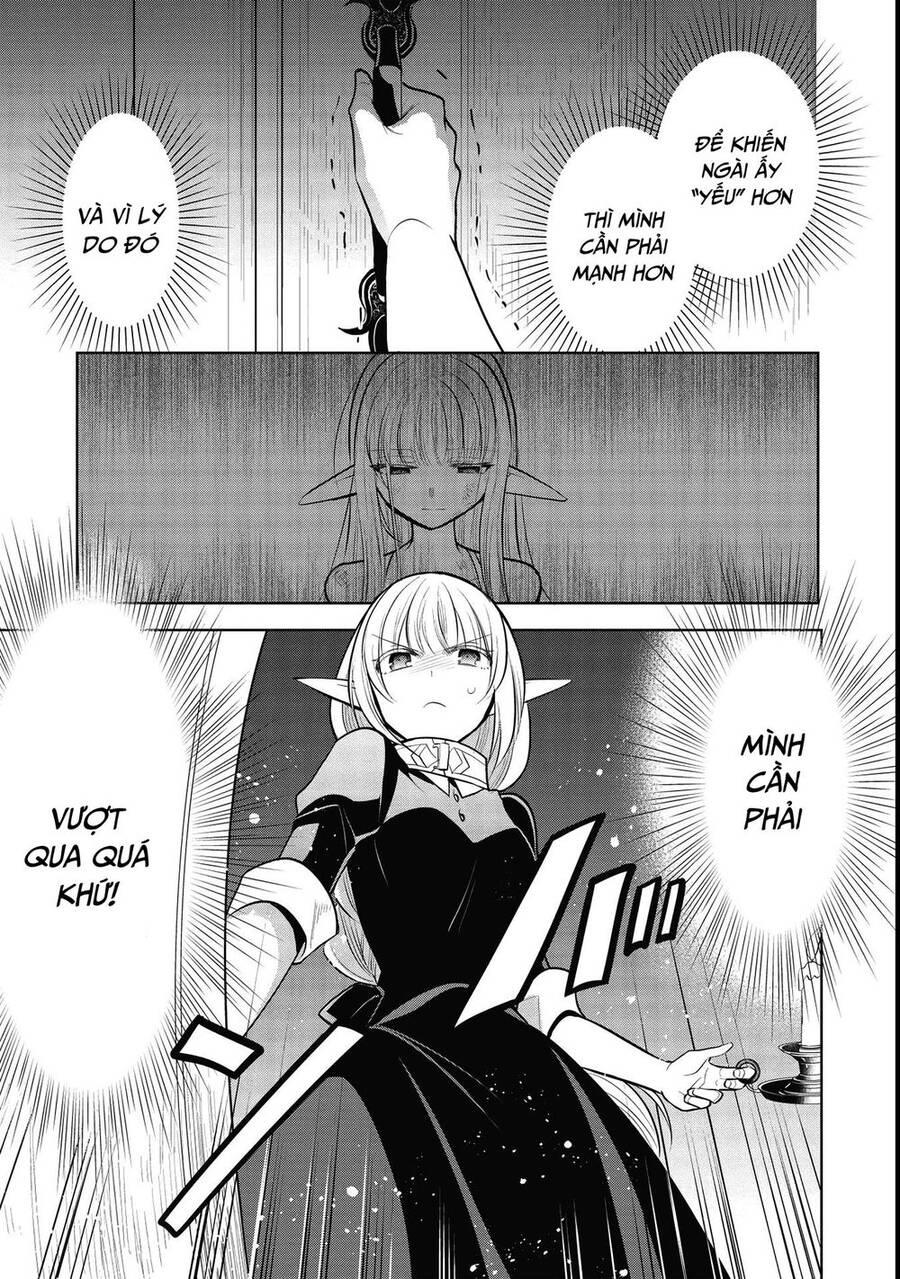 ĐỂ KHIẾN
NGÀI ẤY
"YẾU" HƠN
THÌ MÌNH
CẦN PHẢI
MẠNH HƠN
VÀ VÌ LÝ
DO ĐÓ
MÌNH
CẦN
PHẢI
VƯỢT
QUA QUÁ
KHỨ!